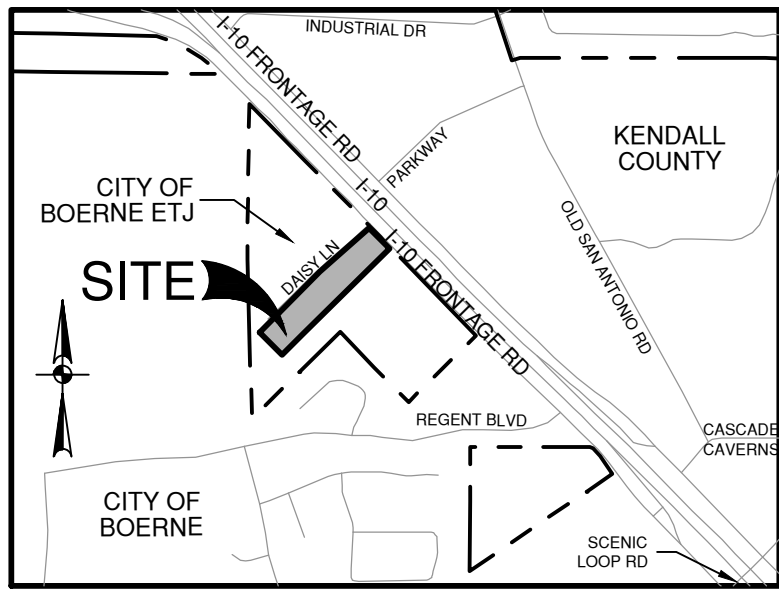 INDUSTRIAL DR
I-10 FRONTAGE RD
KENDALL
COUNTY
PARKWAY
CITY OF
BOERNE ETJ
I-10
OLD SAN ANTONIO RD
DAISY LN
I-10 FRONTAGE RD
SITE
REGENT BLVD
CASCADE
CAVERNS
CITY OF
BOERNE
SCENIC
LOOP RD